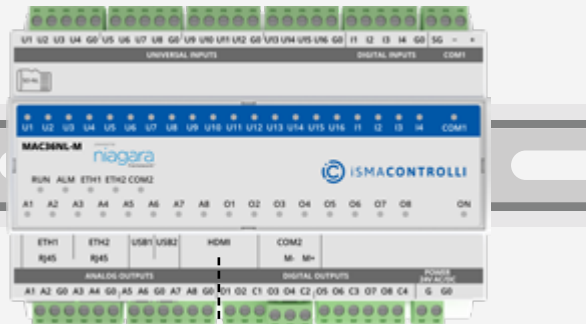 U1 U2 U3 U4 G0 U5 U6 U7 U8 G0 U9 U10 U11 U12 G0 U13 U14 U15 U16 G0 I1 I2 I3 I4 G0 SG - +
UNIVERSAL INPUTS DIGITAL INPUTS COM1
U1 U2 U3 U4 U5 U6 U7 U8 U9 U10 U11 U12 U13 U14 U15 U16 I1 I2 I3 I4 COM1
MAC36NL-M
niagara
iSMACONTROLLI
RUN ALM ETH1 ETH2 COM2
A1 A2 A3 A4 A5 A6 A7 A8 O1 O2 O3 O4 O5 O6 O7 O8 ON
ETH1 ETH2 USB1 USB2 HDMI COM2
RJ45 RJ45 M- M+
ANALOG OUTPUTS DIGITAL OUTPUTS POWER
24V AC/DC
A1 A2 G0 A3 A4 G0 A5 A6 G0 A7 A8 G0 O1 O2 C1 O3 O4 C2 O5 O6 C3 O7 O8 C4 G G0